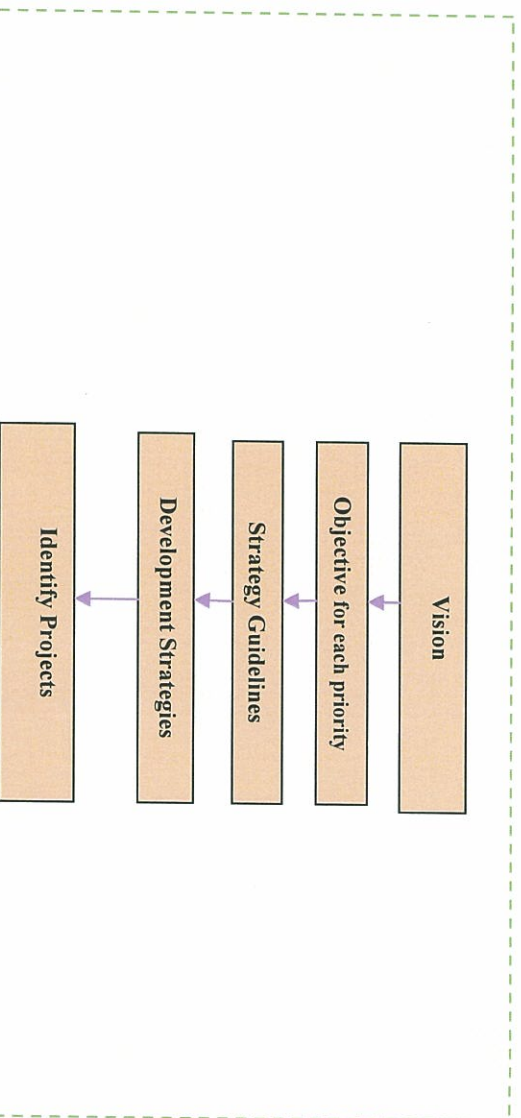 Vision
Objective for each priority
Strategy Guidelines
Development Strategies
Identify Projects